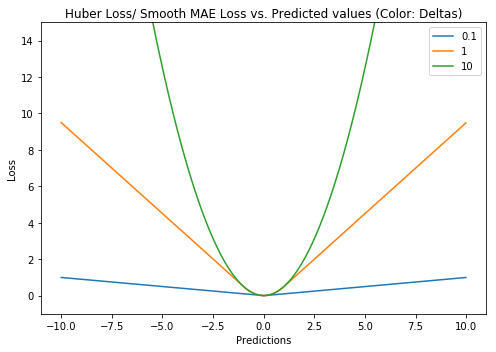 Huber Loss/ Smooth MAE Loss vs. Predicted values (Color: Deltas)
0.1
1
10
14
12
10
8
6
4
2
0
Loss
−10.0 −7.5 −5.0 −2.5 0.0 2.5 5.0 7.5 10.0
Predictions